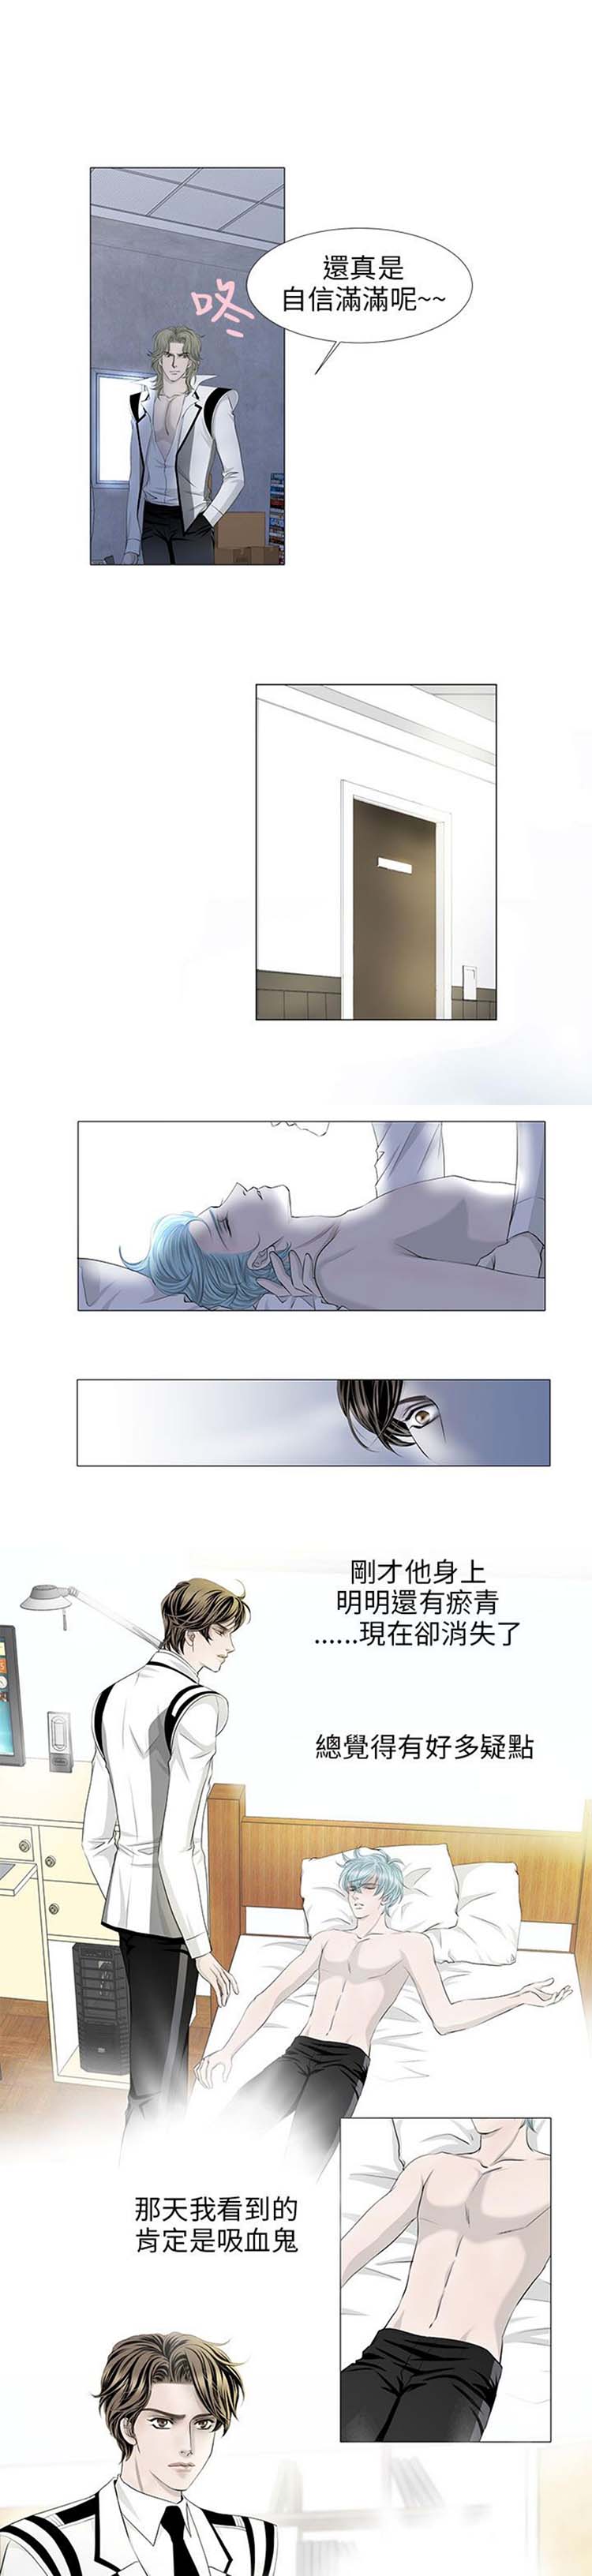 還真是
自信滿滿呢~~
咚
剛才他身上
明明還有瘀青
……現在卻消失了
總覺得有好多疑點
那天我看到的
肯定是吸血鬼